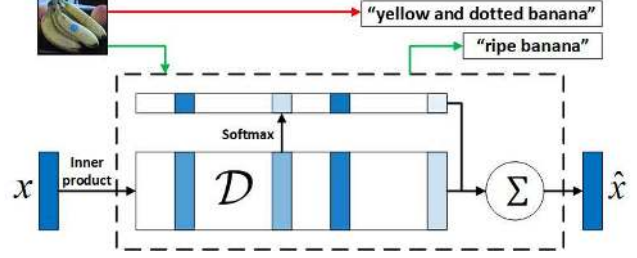 “yellow and dotted banana”
“ripe banana”
Softmax
Inner
product
x
𝒟
Σ
x̂